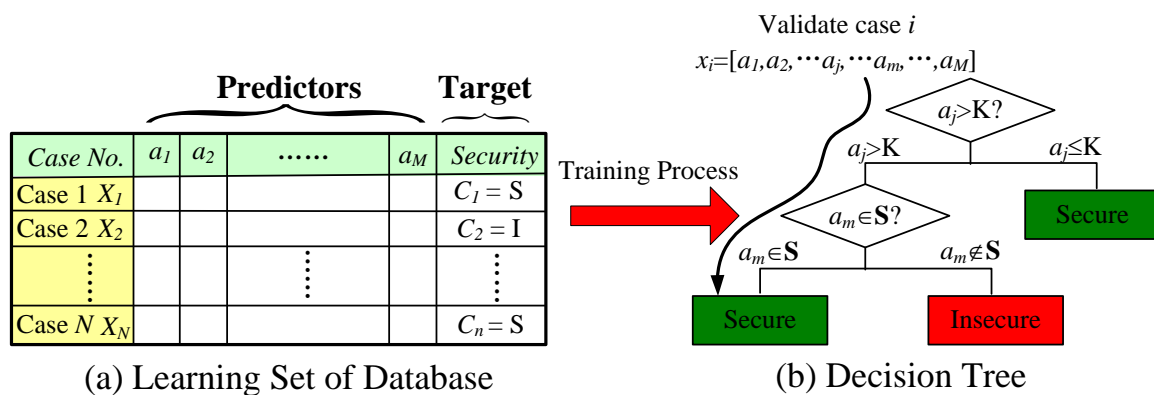 Predictors
Target
Case No.
a1
a2
······
aM
Security
Case 1 X1
C1 = S
Case 2 X2
C2 = I
Case N XN
Cn = S
(a) Learning Set of Database
Training Process
Validate case i
xi=[a1,a2,···aj,···am,···,aM]
aj>K?
aj>K
aj≤K
am∈S?
Secure
am∈S
am∉S
Secure
Insecure
(b) Decision Tree